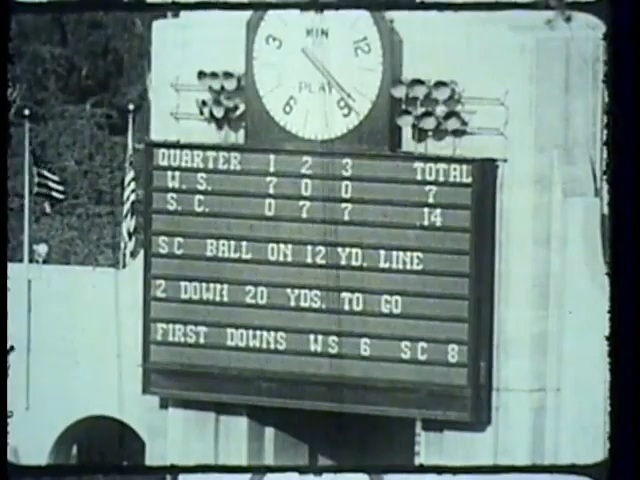 MIN
3 12
PLAY
6 9
QUARTER 1 2 3 TOTAL
W. S. 7 0 0 7
S. C. 0 7 7 14
SC BALL ON 12 YD. LINE
2 DOWN 20 YDS. TO GO
FIRST DOWNS WS 6 SC 8